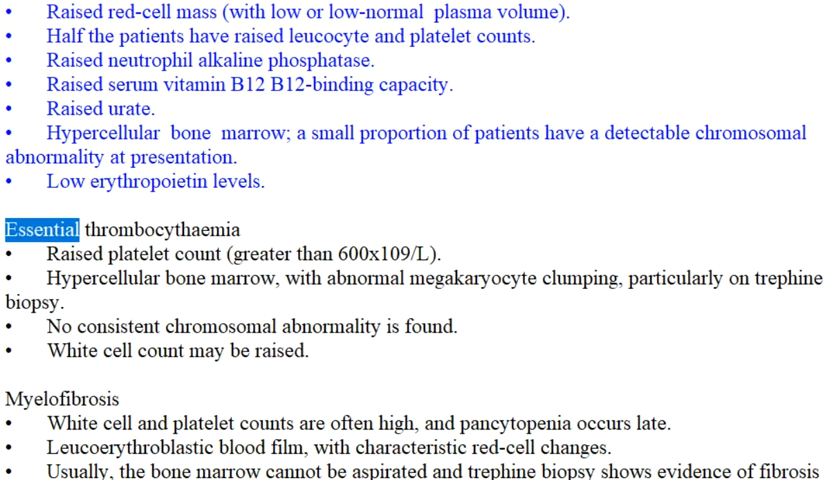 • Raised red-cell mass (with low or low-normal plasma volume).
• Half the patients have raised leucocyte and platelet counts.
• Raised neutrophil alkaline phosphatase.
• Raised serum vitamin B12 B12-binding capacity.
• Raised urate.
• Hypercellular bone marrow; a small proportion of patients have a detectable chromosomal
abnormality at presentation.
• Low erythropoietin levels.
Essential thrombocythaemia
• Raised platelet count (greater than 600x109/L).
• Hypercellular bone marrow, with abnormal megakaryocyte clumping, particularly on trephine
biopsy.
• No consistent chromosomal abnormality is found.
• White cell count may be raised.
Myelofibrosis
• White cell and platelet counts are often high, and pancytopenia occurs late.
• Leucoerythroblastic blood film, with characteristic red-cell changes.
• Usually, the bone marrow cannot be aspirated and trephine biopsy shows evidence of fibrosis